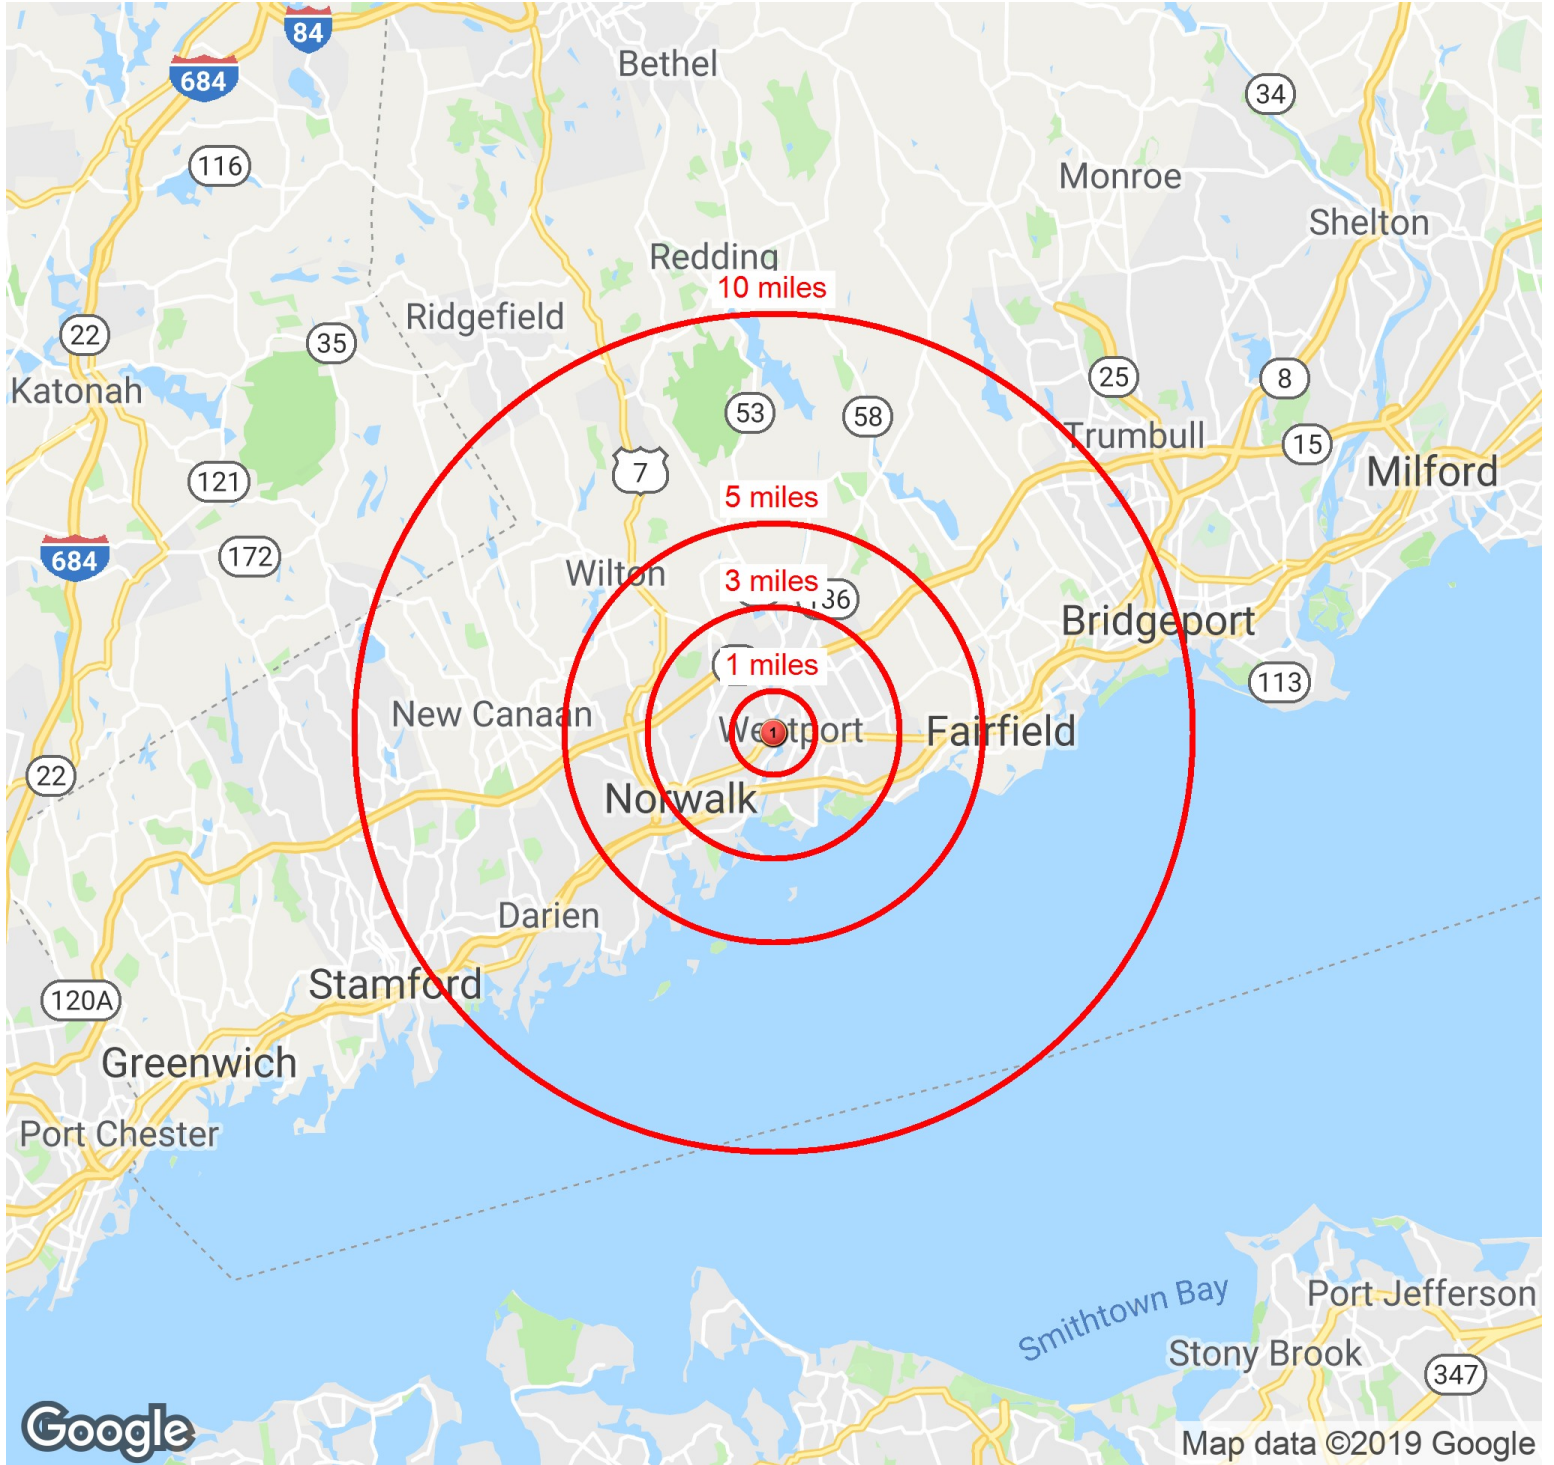 84
684
Bethel
34
116
Monroe
Shelton
Redding
10 miles
Ridgefield
22
35
25
8
Katonah
53
58
Trumbull
15
7
121
Milford
5 miles
684
172
Wilton
3 miles
136
Bridgeport
1 miles
113
New Canaan
Westport
1
Fairfield
22
Norwalk
Darien
Stamford
120A
Greenwich
Port Chester
Smithtown Bay
Port Jefferson
Stony Brook
347
Google
Map data ©2019 Google